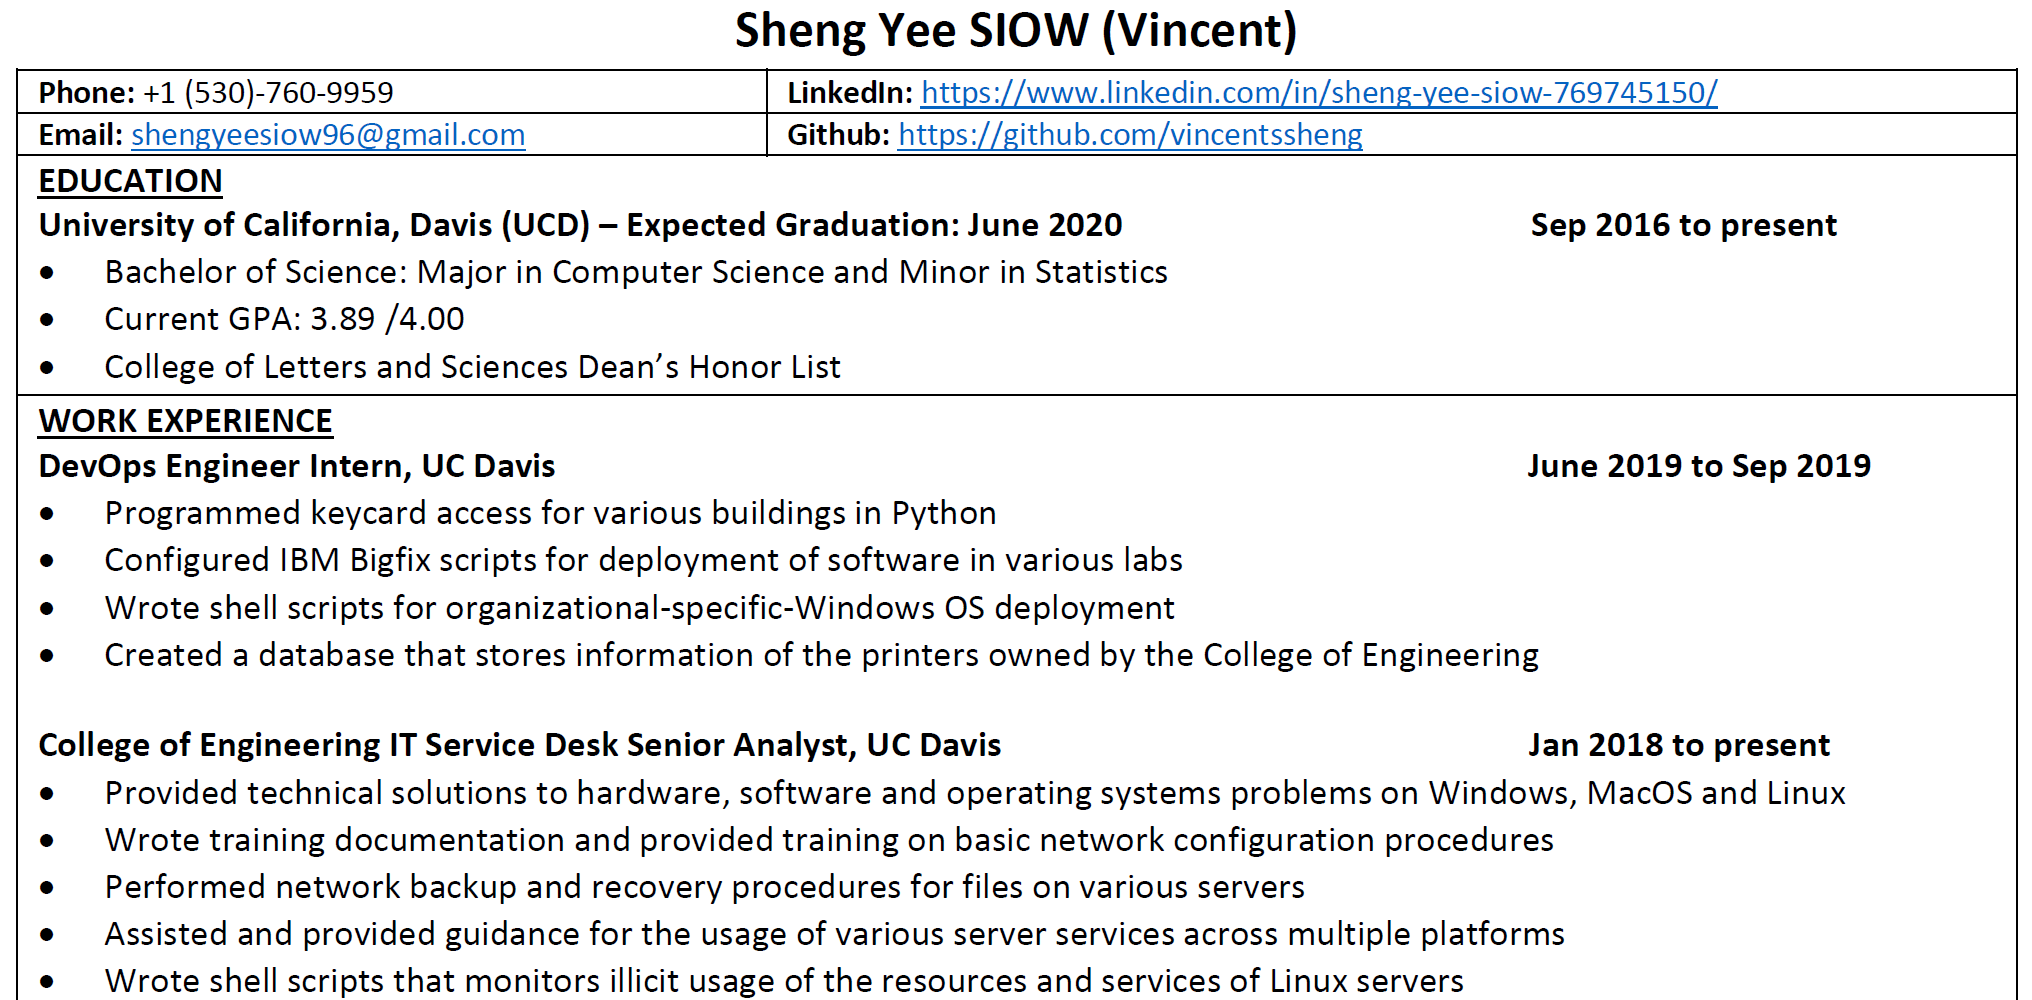 Sheng Yee SIOW (Vincent)
Phone: +1 (530)-760-9959
LinkedIn: https://www.linkedin.com/in/sheng-yee-siow-769745150/
Email: shengyeesiow96@gmail.com
Github: https://github.com/vincentssheng
EDUCATION
University of California, Davis (UCD) – Expected Graduation: June 2020 Sep 2016 to present
• Bachelor of Science: Major in Computer Science and Minor in Statistics
• Current GPA: 3.89 /4.00
• College of Letters and Sciences Dean’s Honor List
WORK EXPERIENCE
DevOps Engineer Intern, UC Davis June 2019 to Sep 2019
• Programmed keycard access for various buildings in Python
• Configured IBM Bigfix scripts for deployment of software in various labs
• Wrote shell scripts for organizational-specific-Windows OS deployment
• Created a database that stores information of the printers owned by the College of Engineering
College of Engineering IT Service Desk Senior Analyst, UC Davis Jan 2018 to present
• Provided technical solutions to hardware, software and operating systems problems on Windows, MacOS and Linux
• Wrote training documentation and provided training on basic network configuration procedures
• Performed network backup and recovery procedures for files on various servers
• Assisted and provided guidance for the usage of various server services across multiple platforms
• Wrote shell scripts that monitors illicit usage of the resources and services of Linux servers